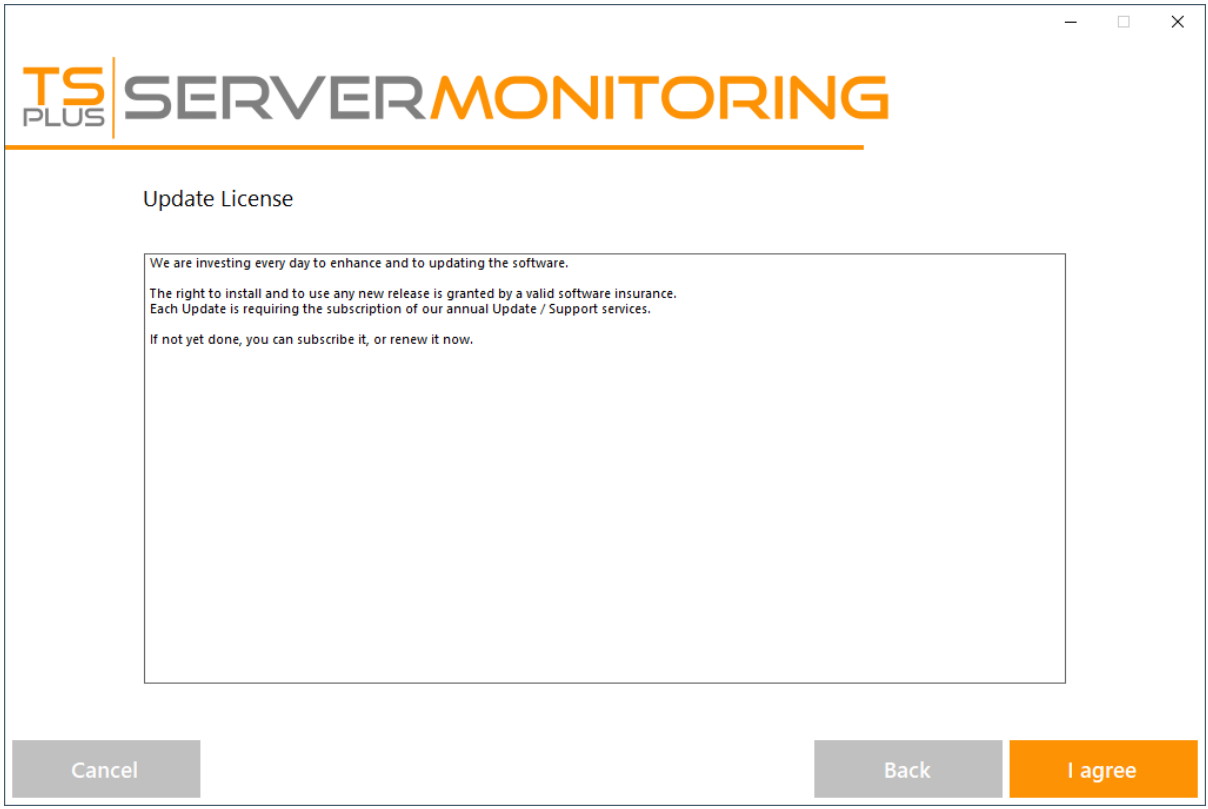 TS PLUS SERVERMONITORING
Update License
We are investing every day to enhance and to updating the software.
The right to install and to use any new release is granted by a valid software insurance.
Each Update is requiring the subscription of our annual Update / Support services.
If not yet done, you can subscribe it, or renew it now.
Cancel
Back
I agree